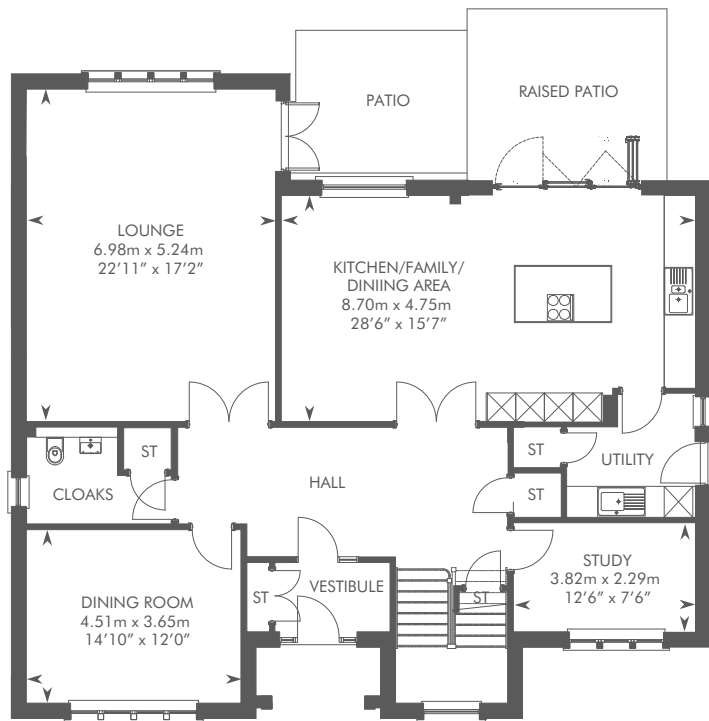 PATIO
RAISED PATIO
LOUNGE
6.98m x 5.24m
22’11” x 17’2”
KITCHEN/FAMILY/
DINIING AREA
8.70m x 4.75m
28’6” x 15’7”
ST
CLOAKS
HALL
ST
UTILITY
ST
DINING ROOM
4.51m x 3.65m
14’10” x 12’0”
ST
VESTIBULE
ST
STUDY
3.82m x 2.29m
12’6” x 7’6”